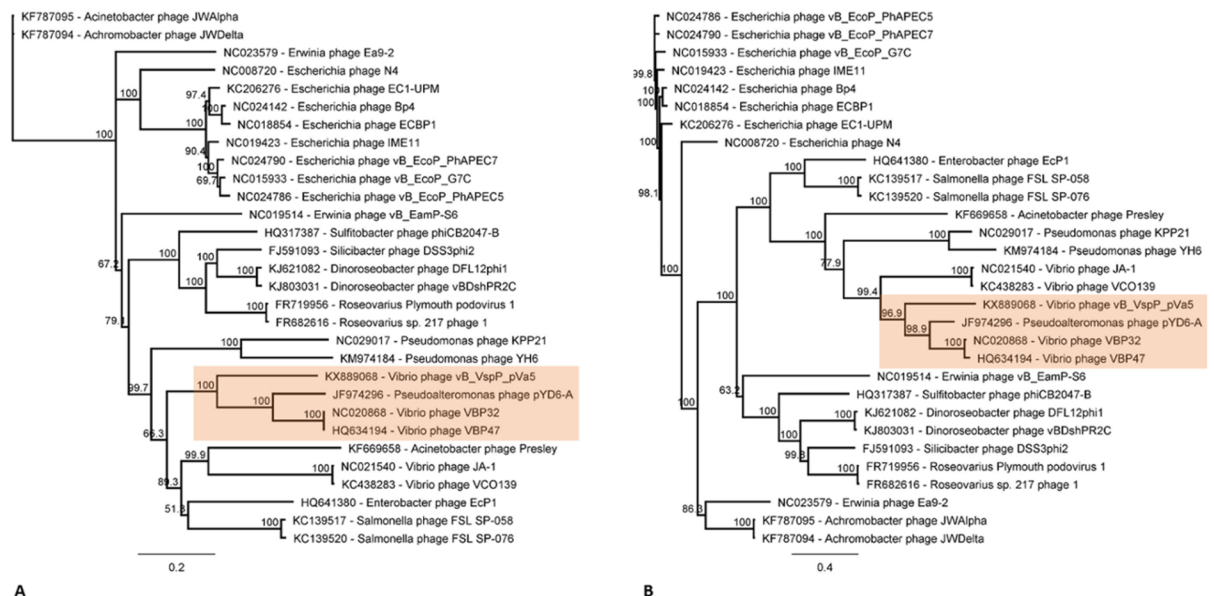 KF787095 - Acinetobacter phage JWAlpha
KF787094 - Achromobacter phage JWDelta
NC023579 - Erwinia phage Ea9-2
NC008720 - Escherichia phage N4
100
97.4
KC206276 - Escherichia phage EC1-UPM
100
NC024142 - Escherichia phage Bp4
100
NC018854 - Escherichia phage ECBP1
100
90.4
NC019423 - Escherichia phage IME11
100
NC024790 - Escherichia phage vB_EcoP_PhAPEC7
69.7
NC015933 - Escherichia phage vB_EcoP_G7C
NC024786 - Escherichia phage vB_EcoP_PhAPEC5
NC019514 - Erwinia phage vB_EamP-S6
HQ317387 - Sulfitobacter phage phiCB2047-B
100
FJ591093 - Silicibacter phage DSS3phi2
67.2
100
100
KJ621082 - Dinoroseobacter phage DFL12phi1
100
KJ803031 - Dinoroseobacter phage vBDshPR2C
100
FR719956 - Roseovarius Plymouth podovirus 1
79.1
FR682616 - Roseovarius sp. 217 phage 1
100
NC029017 - Pseudomonas phage KPP21
KM974184 - Pseudomonas phage YH6
99.7
100
KX889068 - Vibrio phage vB_VspP_pVa5
100
JF974296 - Pseudoalteromonas phage pYD6-A
100
NC020868 - Vibrio phage VBP32
HQ634194 - Vibrio phage VBP47
66.3
99.9
KF669658 - Acinetobacter phage Presley
100
NC021540 - Vibrio phage JA-1
89.3
KC438283 - Vibrio phage VCO139
51.3
HQ641380 - Enterobacter phage EcP1
100
KC139517 - Salmonella phage FSL SP-058
KC139520 - Salmonella phage FSL SP-076
0.2
A
NC024786 - Escherichia phage vB_EcoP_PhAPEC5
NC024790 - Escherichia phage vB_EcoP_PhAPEC7
NC015933 - Escherichia phage vB_EcoP_G7C
99.8
NC019423 - Escherichia phage IME11
NC024142 - Escherichia phage Bp4
100
NC018854 - Escherichia phage ECBP1
KC206276 - Escherichia phage EC1-UPM
100
NC008720 - Escherichia phage N4
100
HQ641380 - Enterobacter phage EcP1
100
KC139517 - Salmonella phage FSL SP-058
98.1
KC139520 - Salmonella phage FSL SP-076
100
KF669658 - Acinetobacter phage Presley
100
100
NC029017 - Pseudomonas phage KPP21
KM974184 - Pseudomonas phage YH6
77.9
100
100
NC021540 - Vibrio phage JA-1
KC438283 - Vibrio phage VCO139
99.4
100
KX889068 - Vibrio phage vB_VspP_pVa5
96.9
JF974296 - Pseudoalteromonas phage pYD6-A
98.9
100
NC020868 - Vibrio phage VBP32
HQ634194 - Vibrio phage VBP47
NC019514 - Erwinia phage vB_EamP-S6
63.2
HQ317387 - Sulfitobacter phage phiCB2047-B
100
100
100
KJ621082 - Dinoroseobacter phage DFL12phi1
KJ803031 - Dinoroseobacter phage vBDshPR2C
100
FJ591093 - Silicibacter phage DSS3phi2
99.8
100
FR719956 - Roseovarius Plymouth podovirus 1
FR682616 - Roseovarius sp. 217 phage 1
NC023579 - Erwinia phage Ea9-2
86.3
100
KF787095 - Achromobacter phage JWAlpha
KF787094 - Achromobacter phage JWDelta
0.4
B